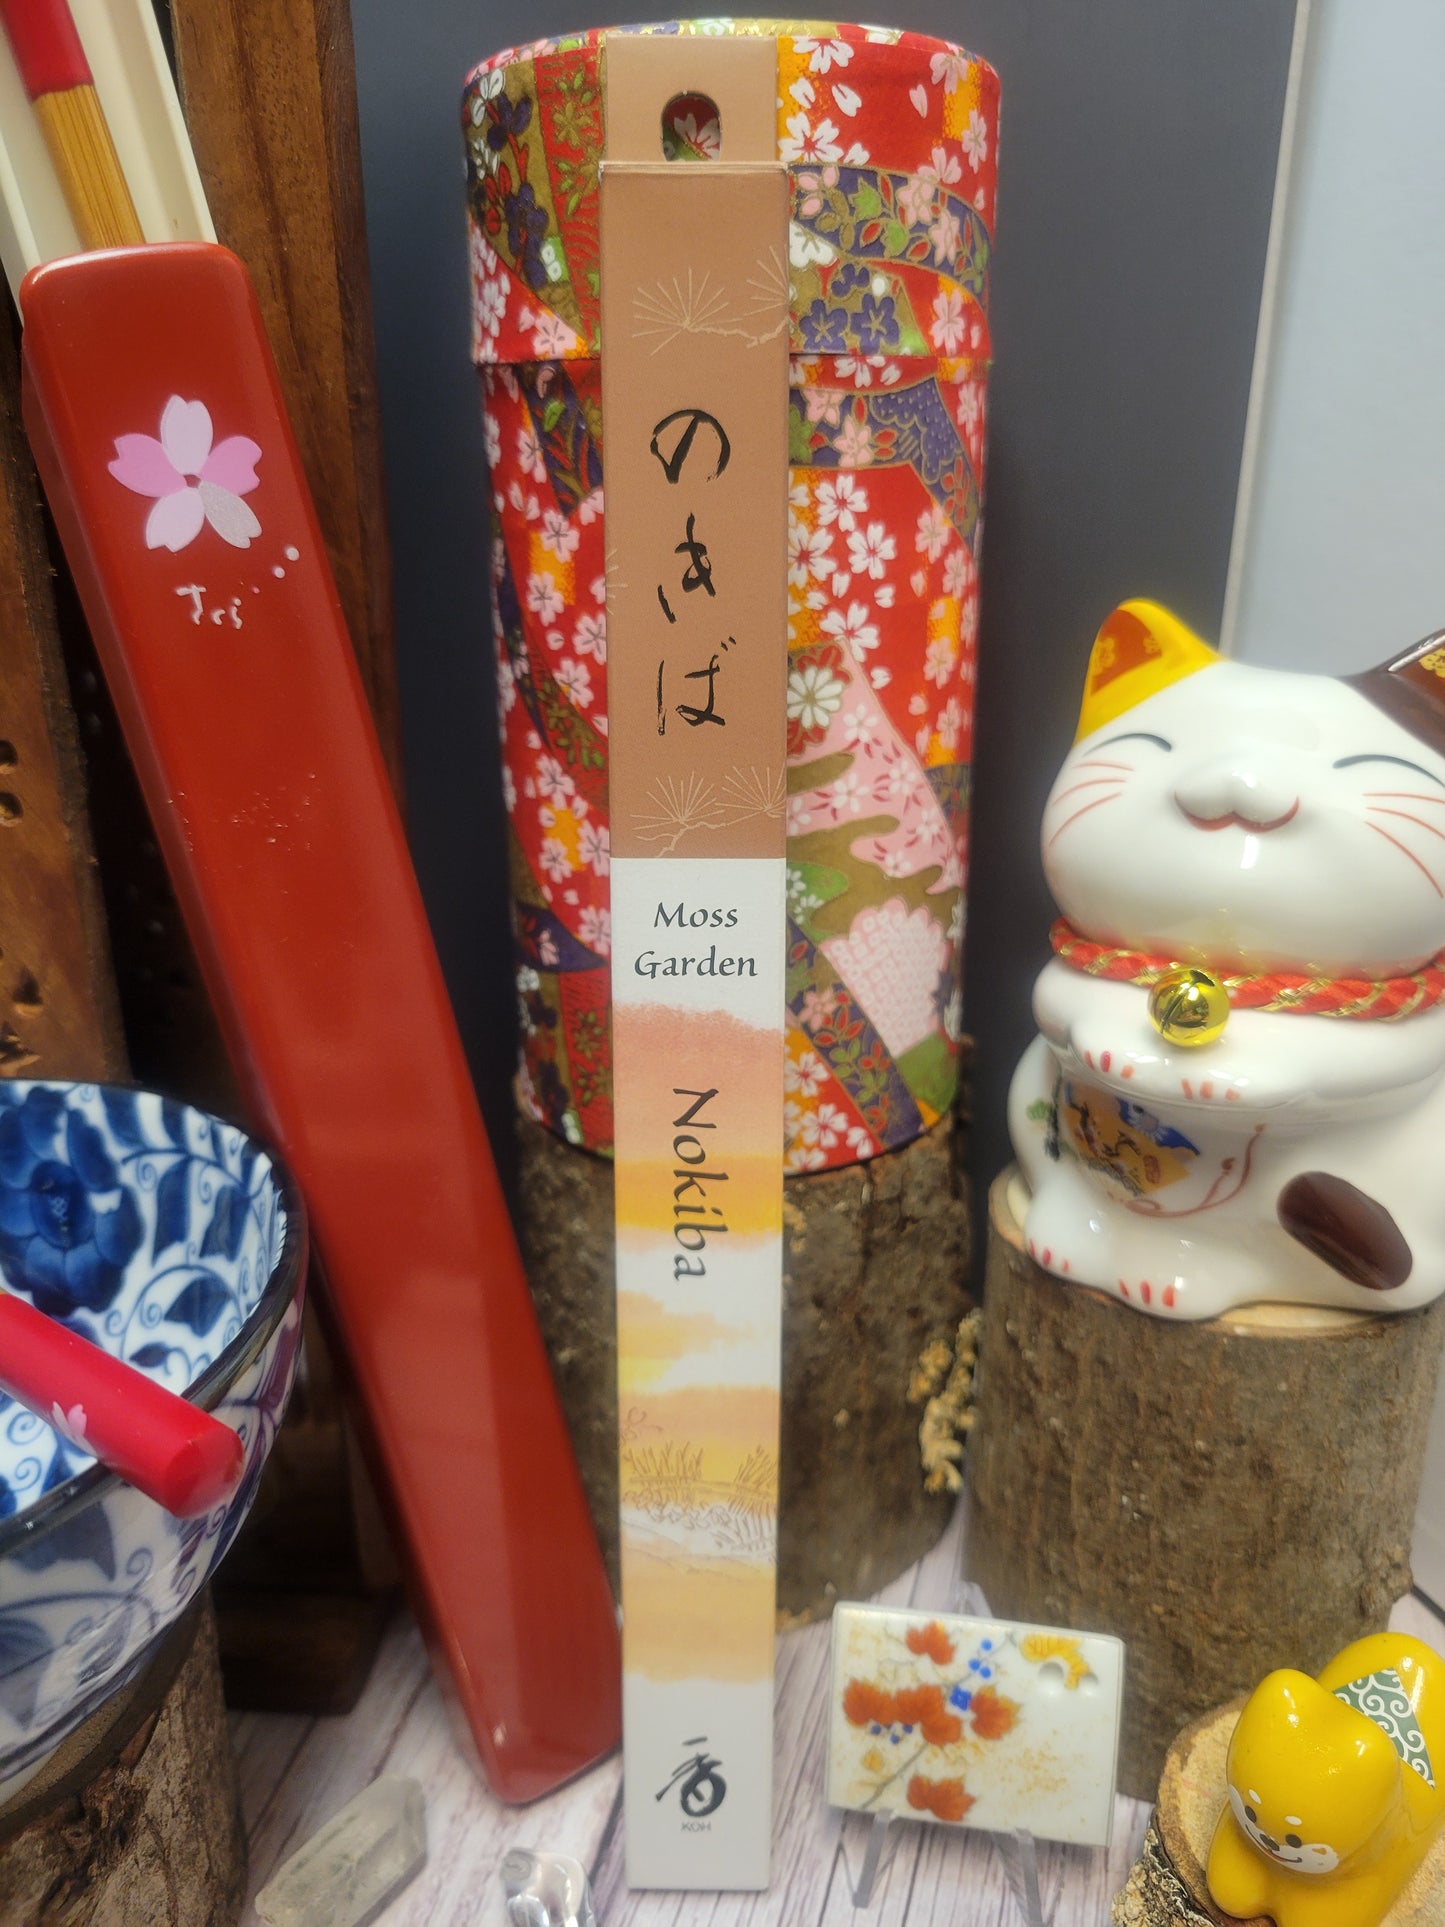 のきば
Moss
Garden
Nokiba
香
KOH